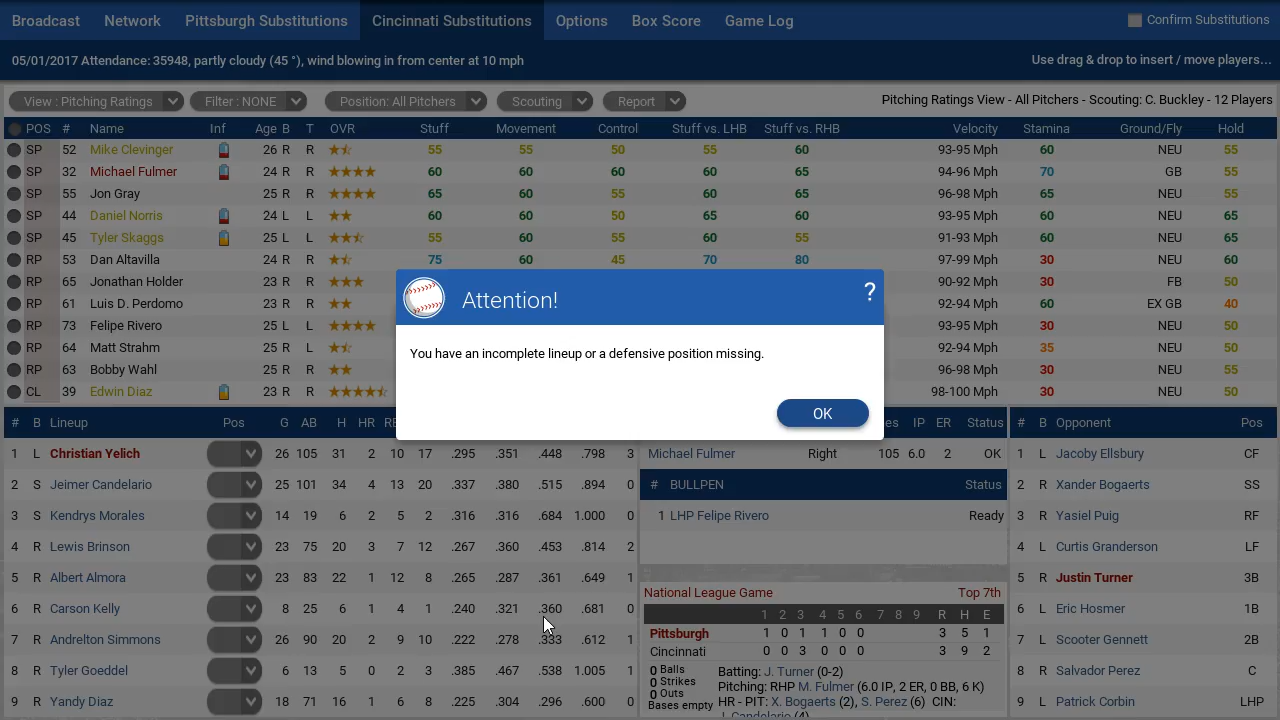 Broadcast Network Pittsburgh Substitutions Cincinnati Substitutions Options Box Score Game Log Confirm Substitutions
05/01/2017 Attendance: 35948, partly cloudy (45 °), wind blowing in from center at 10 mph Use drag & drop to insert / move players...
View : Pitching Ratings Filter : NONE Position: All Pitchers Scouting Report Pitching Ratings View - All Pitchers - Scouting: C. Buckley - 12 Players
POS # Name Inf Age B T OVR Stuff Movement Control Stuff vs. LHB Stuff vs. RHB Velocity Stamina Ground/Fly Hold
SP 52 Mike Clevinger 26 R R 55 55 50 55 60 93-95 Mph 60 NEU 55
SP 32 Michael Fulmer 24 R R 60 60 60 60 65 94-96 Mph 70 GB 55
SP 55 Jon Gray 25 R R 65 60 55 60 65 96-98 Mph 65 NEU 55
SP 44 Daniel Norris 24 L L 60 60 50 65 60 93-95 Mph 60 NEU 65
SP 45 Tyler Skaggs 25 L L 55 60 55 60 55 91-93 Mph 60 NEU 65
RP 53 Dan Altavilla 24 R R 75 60 45 70 80 97-99 Mph 30 NEU 60
RP 65 Jonathan Holder 23 R R 90-92 Mph 30 FB 50
RP 61 Luis D. Perdomo 23 R R 92-94 Mph 60 EX GB 40
RP 73 Felipe Rivero 25 L L 93-95 Mph 30 NEU 50
RP 64 Matt Strahm 25 R L 92-94 Mph 35 NEU 50
RP 63 Bobby Wahl 25 R R 96-98 Mph 30 NEU 55
CL 39 Edwin Diaz 23 R R 98-100 Mph 30 NEU 50
Attention! ?
You have an incomplete lineup or a defensive position missing.
OK
# B Lineup Pos G AB H HR
1 L Christian Yelich 26 105 31 2 10 17 .295 .351 .448 .798 3
2 S Jeimer Candelario 25 101 34 4 13 20 .337 .380 .515 .894 0
3 S Kendrys Morales 14 19 6 2 5 2 .316 .316 .684 1.000 0
4 R Lewis Brinson 23 75 20 3 7 12 .267 .360 .453 .814 2
5 R Albert Almora 23 83 22 1 12 8 .265 .287 .361 .649 1
6 R Carson Kelly 8 25 6 1 4 1 .240 .321 .360 .681 0
7 R Andrelton Simmons 26 90 20 2 9 10 .222 .278 .333 .612 1
8 R Tyler Goeddel 6 13 5 0 2 3 .385 .467 .538 1.005 1
9 R Yandy Diaz 18 71 16 1 6 8 .225 .304 .296 .600 0
IP ER Status
Michael Fulmer Right 105 6.0 2 OK
# BULLPEN Status
1 LHP Felipe Rivero Ready
National League Game Top 7th
1 2 3 4 5 6 7 8 9 R H E
Pittsburgh 1 0 1 1 0 0 3 5 1
Cincinnati 0 0 3 0 0 0 3 9 2
0 Balls
0 Strikes
0 Outs
Bases empty
Batting: J. Turner (0-2)
Pitching: RHP M. Fulmer (6.0 IP, 2 ER, 0 BB, 6 K)
HR - PIT: X. Bogaerts (2), S. Perez (6) CIN:
J. Candelario (4)
# B Opponent Pos
1 L Jacoby Ellsbury CF
2 R Xander Bogaerts SS
3 R Yasiel Puig RF
4 L Curtis Granderson LF
5 R Justin Turner 3B
6 L Eric Hosmer 1B
7 L Scooter Gennett 2B
8 R Salvador Perez C
9 L Patrick Corbin LHP